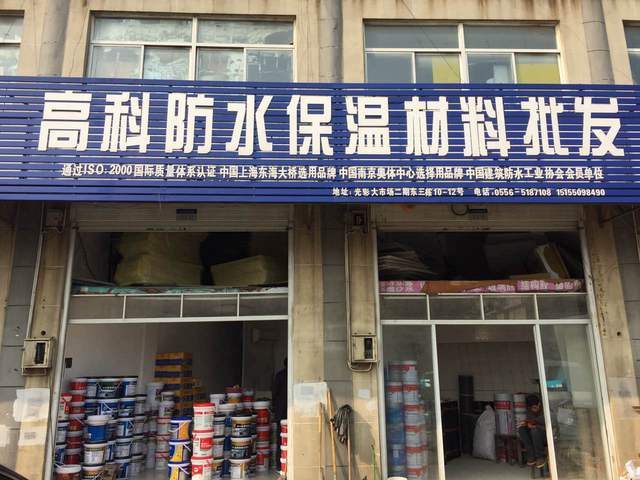 高科防水保温材料批发
通过ISO:2000国际质量体系认证 中国上海东海大桥选用品牌 中国南京奥体中心选择用品牌 中国建筑防水工业协会会员单位
地址:光彩大市场二期东三栋10-12号 电话:0556-5187108 15155098490